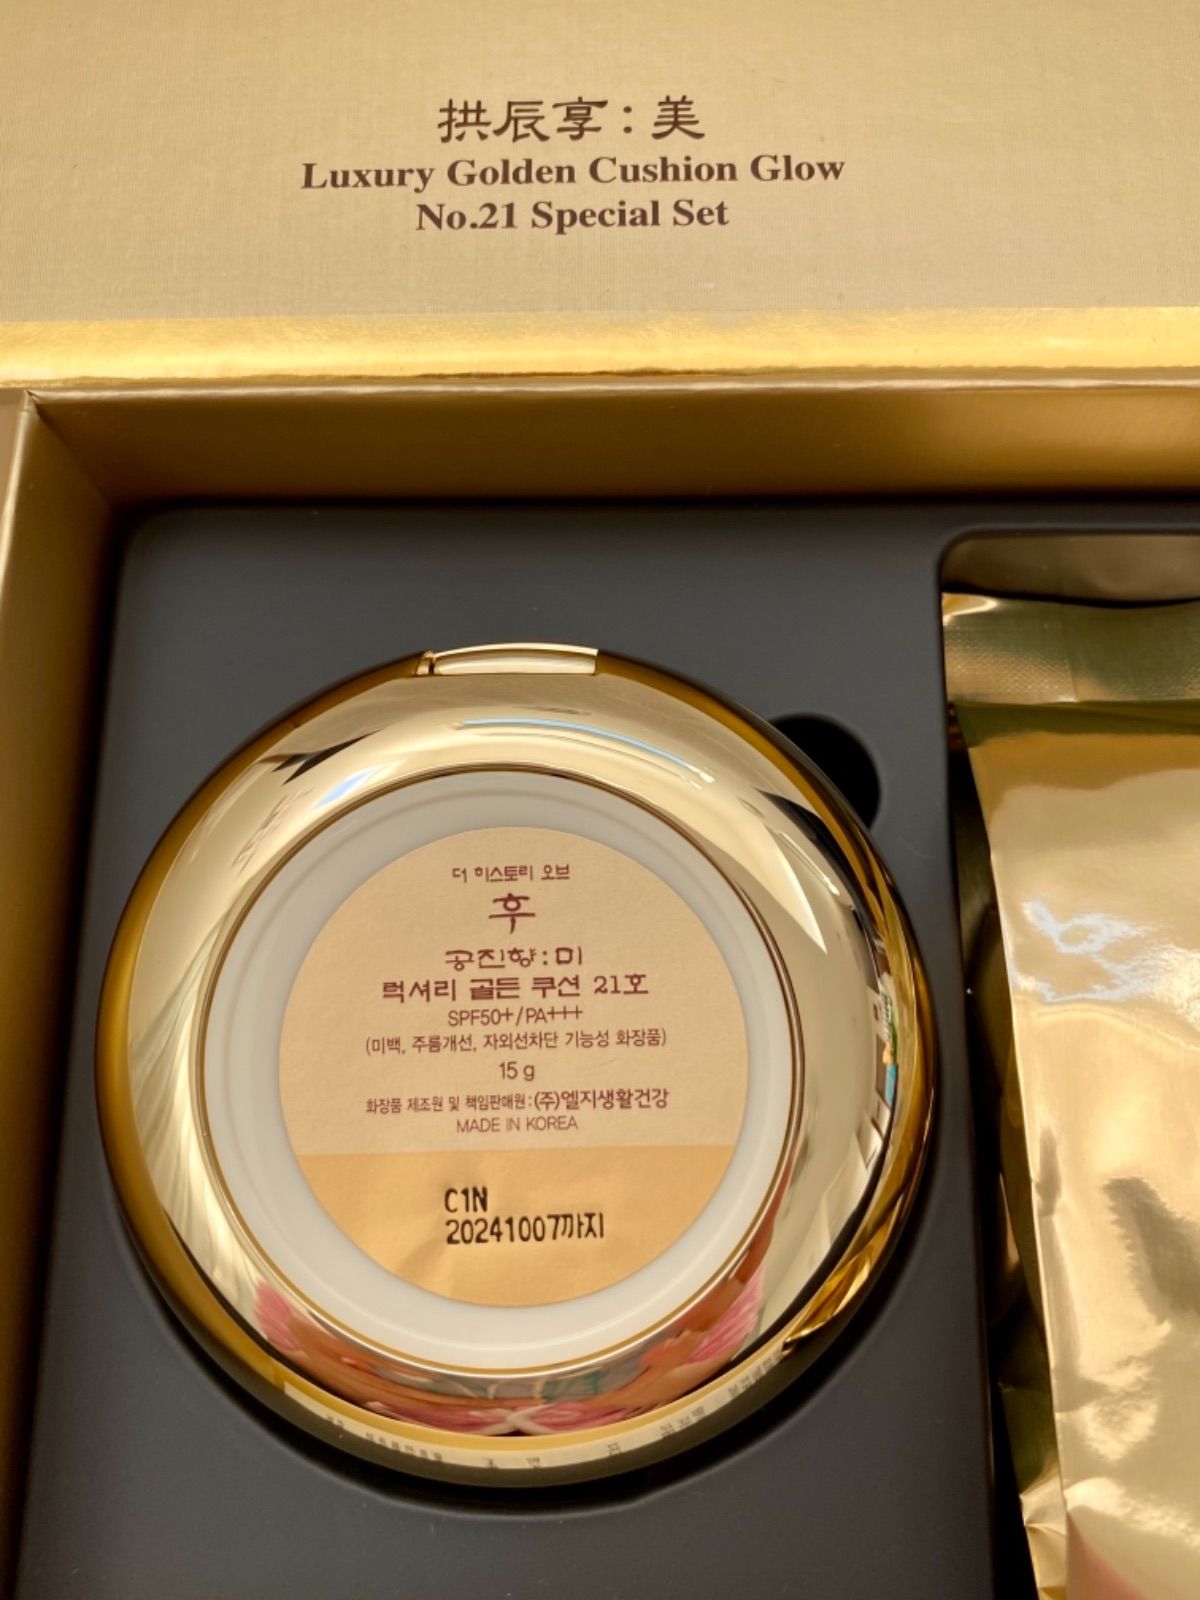 拱辰享:美
Luxury Golden Cushion Glow
No.21 Special Set
더 히스토리 오브
후
공진향:미
럭셔리 골든 쿠션 21호
SPF50+/PA+++
(미백, 주름개선, 자외선차단 기능성 화장품)
15 g
화장품 제조원 및 책임판매원:(주)엘지생활건강
MADE IN KOREA
C1N
20241007까지